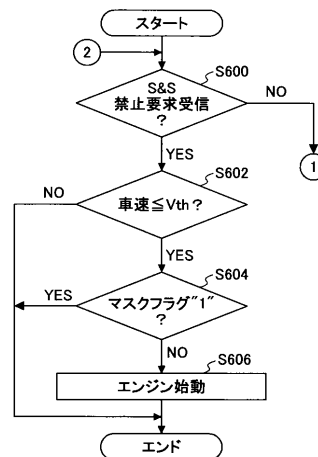 スタート
2
S600
S&S
禁止要求受信
?
NO
1
YES
S602
NO
車速≦Vth?
YES
S604
YES
マスクフラグ"1"
?
NO
S606
エンジン始動
エンド